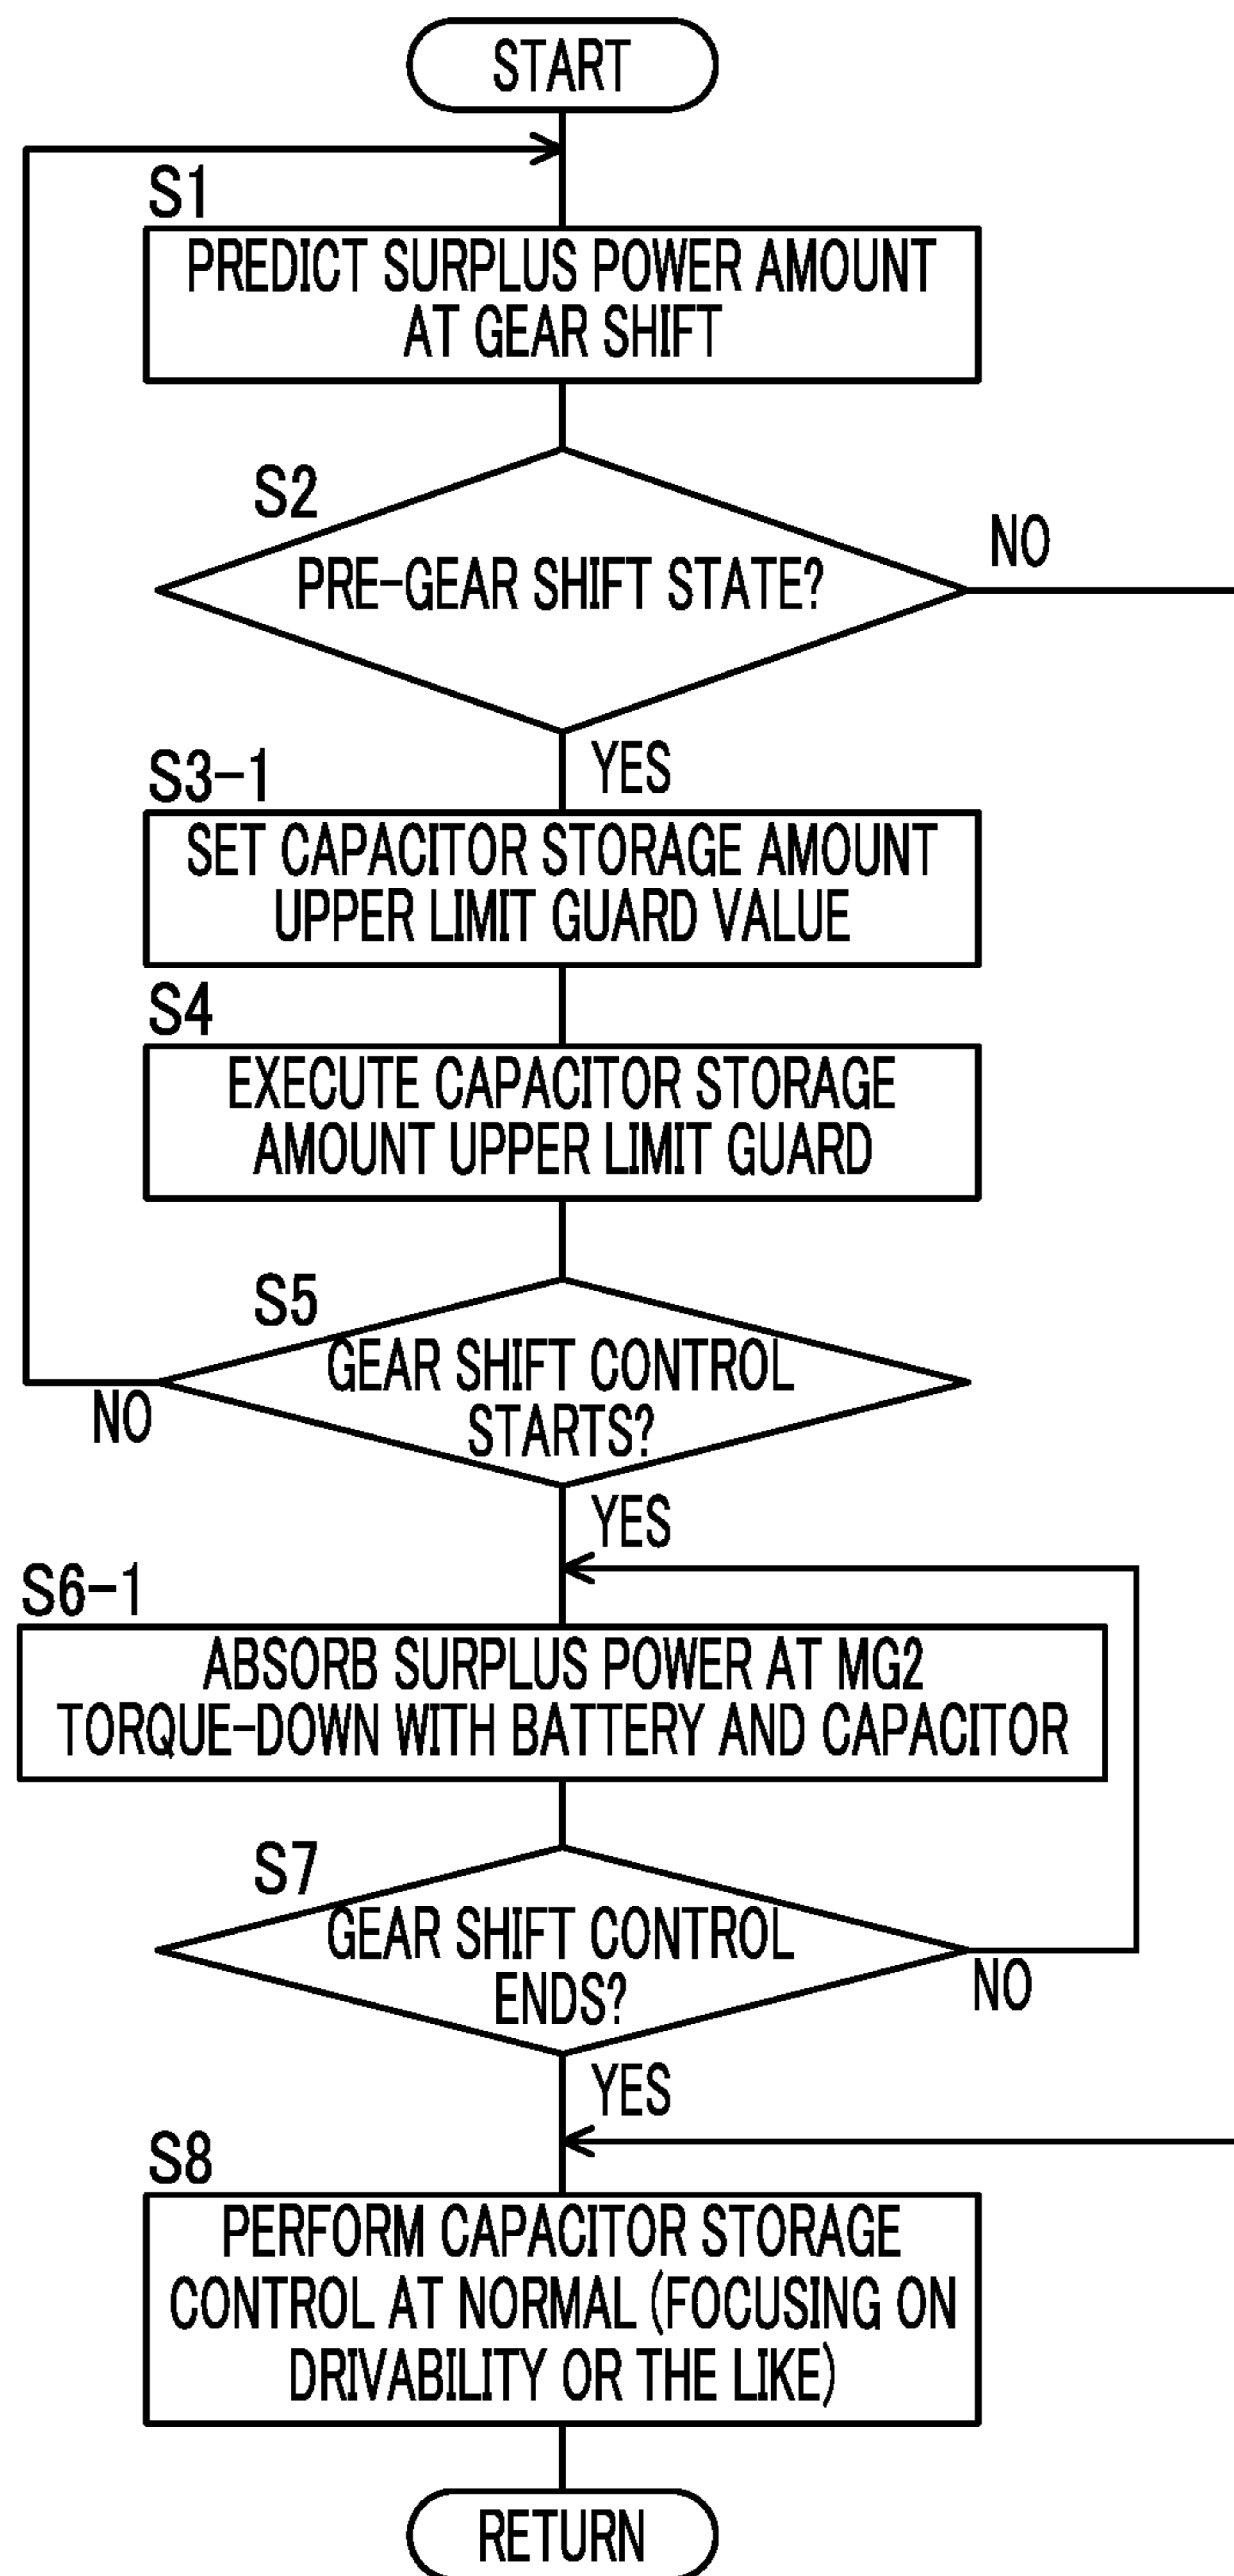 START
S1
PREDICT SURPLUS POWER AMOUNT
AT GEAR SHIFT
S2
PRE-GEAR SHIFT STATE?
NO
YES
S3-1
SET CAPACITOR STORAGE AMOUNT
UPPER LIMIT GUARD VALUE
S4
EXECUTE CAPACITOR STORAGE
AMOUNT UPPER LIMIT GUARD
S5
GEAR SHIFT CONTROL
STARTS?
NO
YES
S6-1
ABSORB SURPLUS POWER AT MG2
TORQUE-DOWN WITH BATTERY AND CAPACITOR
S7
GEAR SHIFT CONTROL
ENDS?
NO
YES
S8
PERFORM CAPACITOR STORAGE
CONTROL AT NORMAL (FOCUSING ON
DRIVABILITY OR THE LIKE)
RETURN